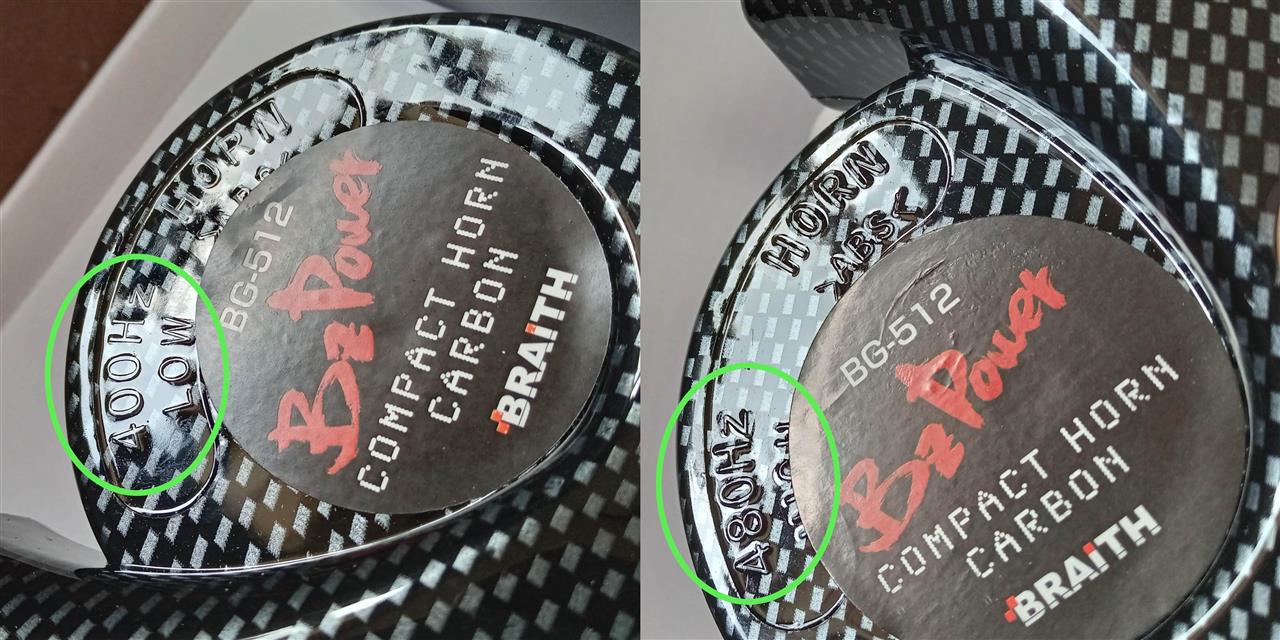 HORN
400Hz
LOW
BG-512
Bz Power
COMPACT HORN
CARBON
BRAiTH
HORN
>ABS<
480Hz
BG-512
Bz Power
COMPACT HORN
CARBON
BRAiTH